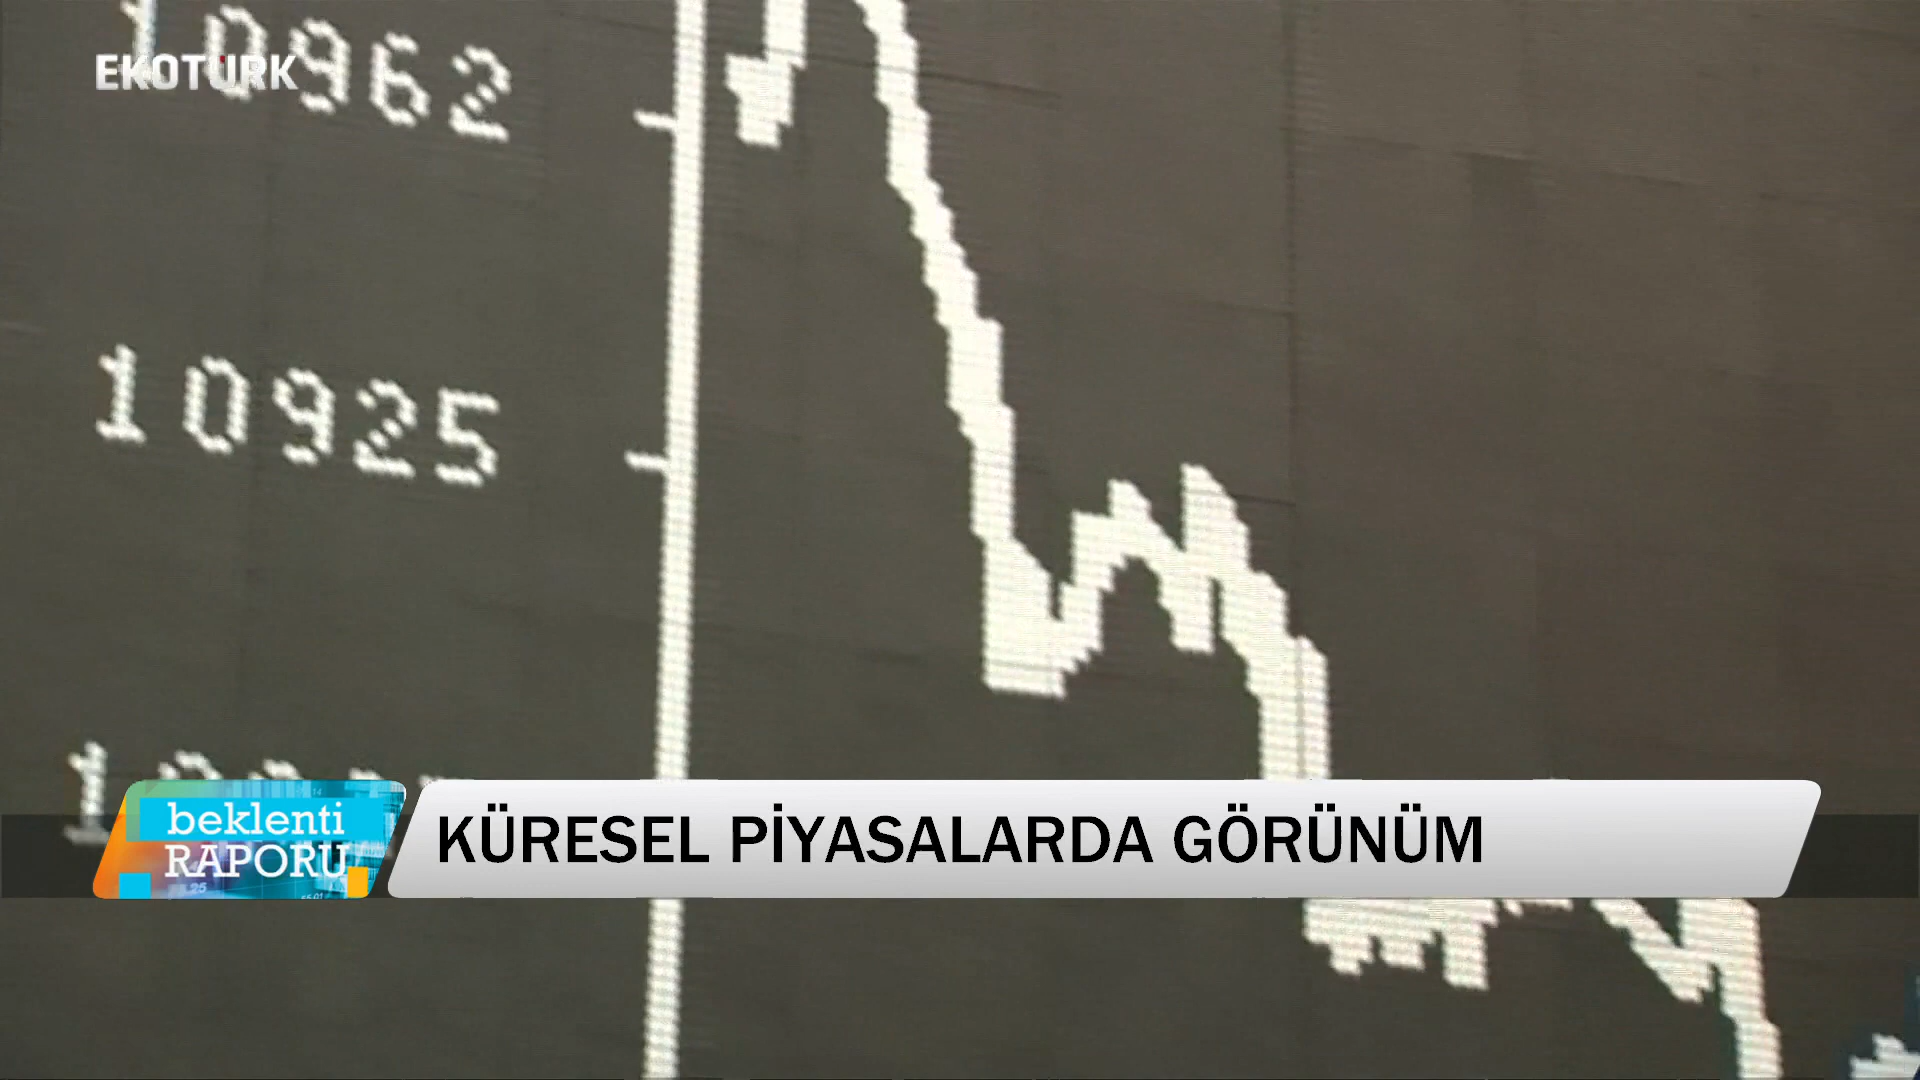 10962
EKOTÜRK
10925
beklenti
RAPORU
KÜRESEL PİYASALARDA GÖRÜNÜM